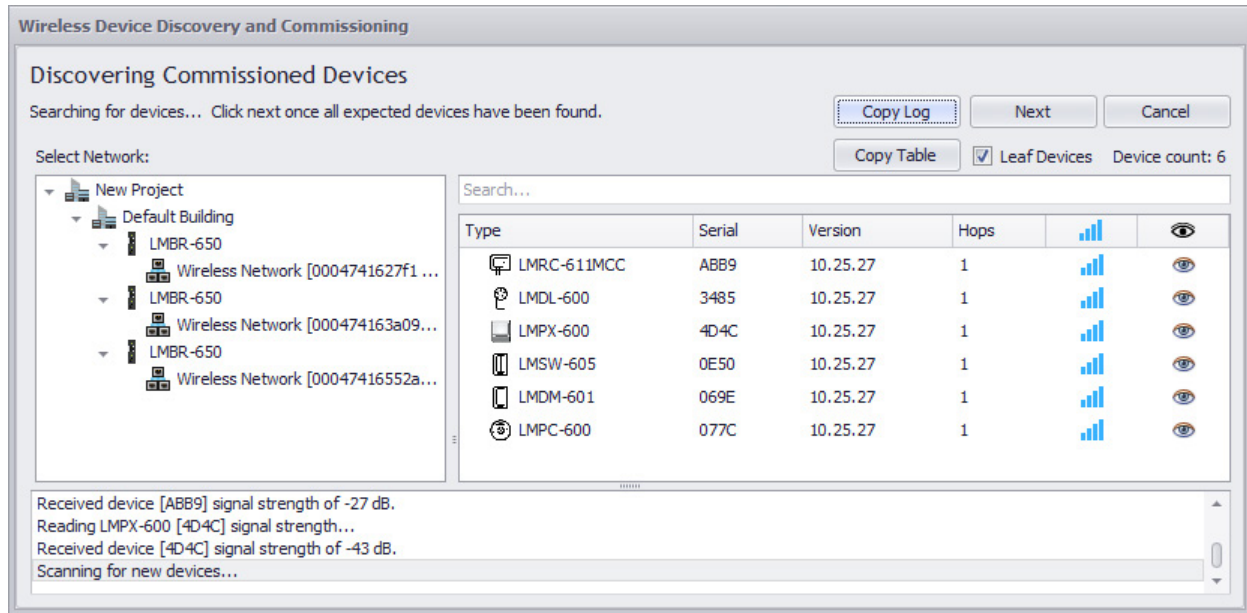 Wireless Device Discovery and Commissioning
Discovering Commissioned Devices
Searching for devices... Click next once all expected devices have been found.
Copy Log Next Cancel
Select Network:
Copy Table Leaf Devices Device count: 6
New Project
Default Building
LMBR-650
Wireless Network [0004741627f1 ...
LMBR-650
Wireless Network [000474163a09...
LMBR-650
Wireless Network [00047416552a...
Search...
Type Serial Version Hops
LMRC-611MCC ABB9 10.25.27 1
LMDL-600 3485 10.25.27 1
LMPX-600 4D4C 10.25.27 1
LMSW-605 0E50 10.25.27 1
LMDM-601 069E 10.25.27 1
LMPC-600 077C 10.25.27 1
Received device [ABB9] signal strength of -27 dB.
Reading LMPX-600 [4D4C] signal strength...
Received device [4D4C] signal strength of -43 dB.
Scanning for new devices...